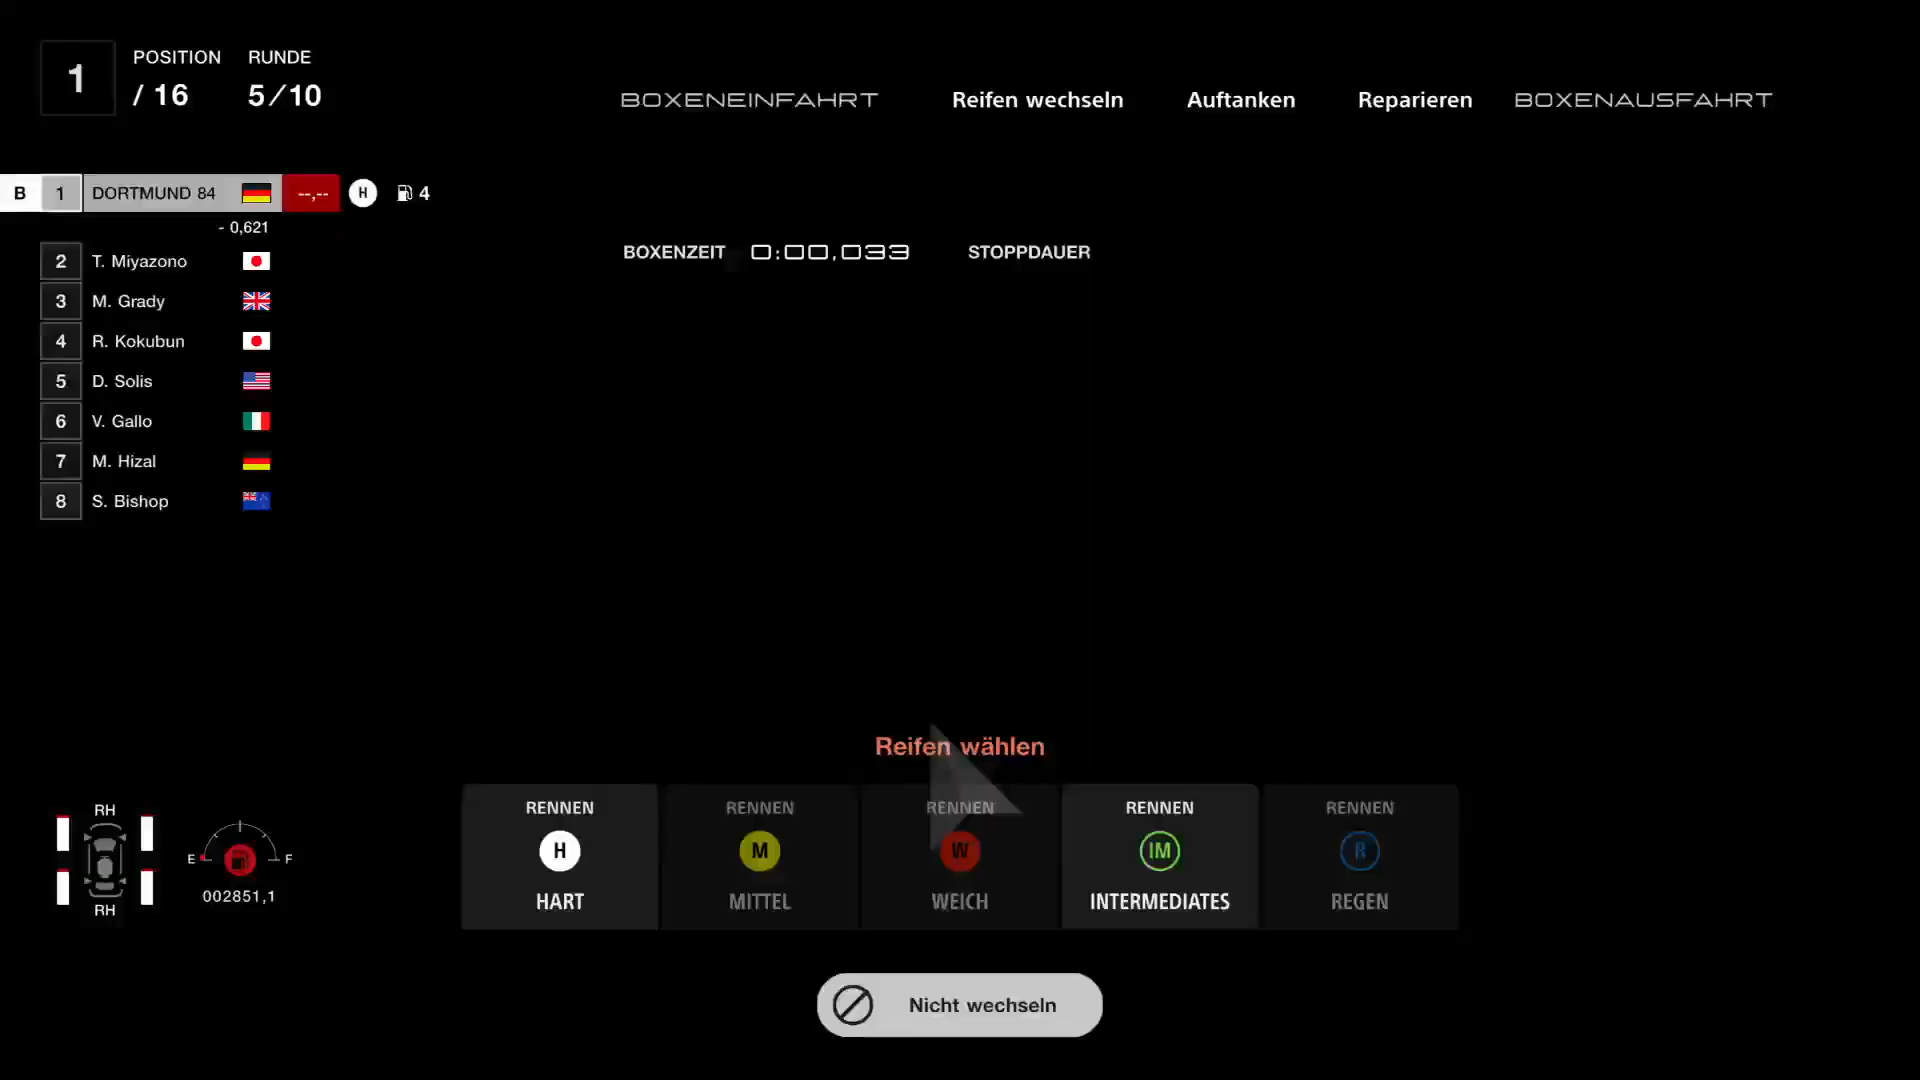 1 POSITION RUNDE
/ 16 5/10
BOXENEINFAHRT Reifen wechseln Auftanken Reparieren BOXENAUSFAHRT
B 1 DORTMUND 84 --,-- H 4
- 0,621
BOXENZEIT 0:00,033 STOPPDAUER
2 T. Miyazono
3 M. Grady
4 R. Kokubun
5 D. Solis
6 V. Gallo
7 M. Hizal
8 S. Bishop
Reifen wählen
RH
RH
E F
002851,1
RENNEN RENNEN RENNEN RENNEN RENNEN
H M W IM R
HART MITTEL WEICH INTERMEDIATES REGEN
Nicht wechseln